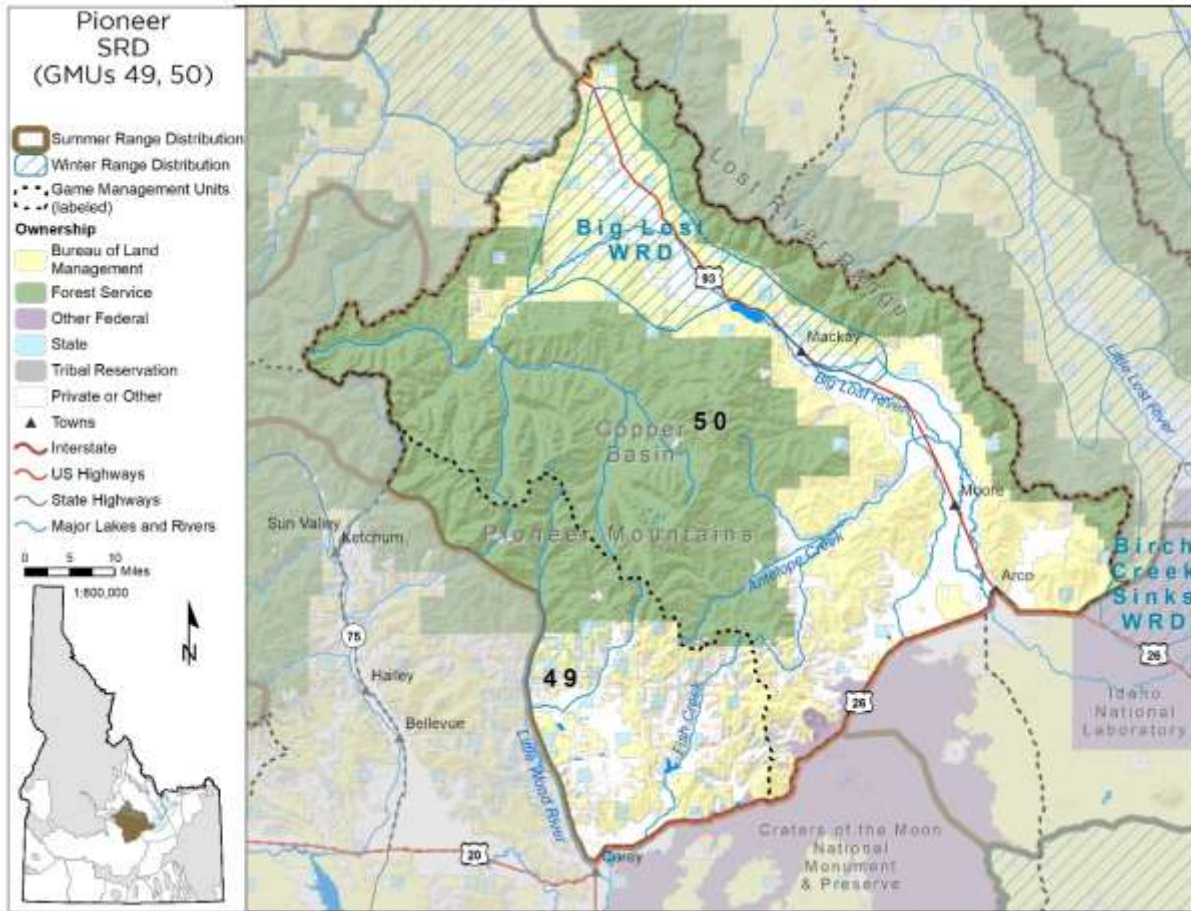 Pioneer
SRD
(GMUs 49, 50)
Summer Range Distribution
Winter Range Distribution
Game Management Units
(labeled)
Ownership
Bureau of Land
Management
Forest Service
Other Federal
State
Tribal Reservation
Private or Other
Towns
Interstate
US Highways
State Highways
Major Lakes and Rivers
0 5 10
Miles
1:800,000
N
Lost River Range
Big Lost
WRD
93
Mackay
Big Lost River
Little Lost River
50
Copper
Basin
Moore
Sun Valley
Ketchum
Pioneer Mountains
Antelope Creek
Arco
Birch
Creek
Sinks
WRD
75
26
49
Hailey
26
Idaho
National
Laboratory
Bellevue
Fish Creek
Little Wood River
Craters of the Moon
National
Monument
& Preserve
20
Carey